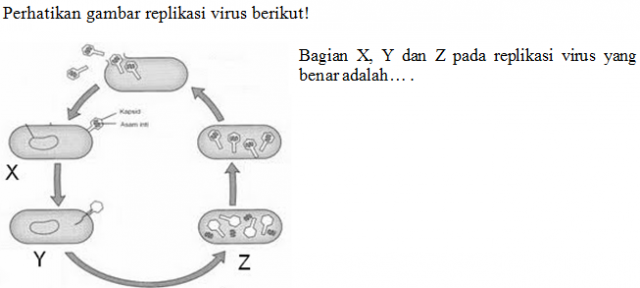 Perhatikan gambar replikasi virus berikut!
Bagian X, Y dan Z pada replikasi virus yang
benar adalah... .
Kapsid
Asam inti
X
Y
Z